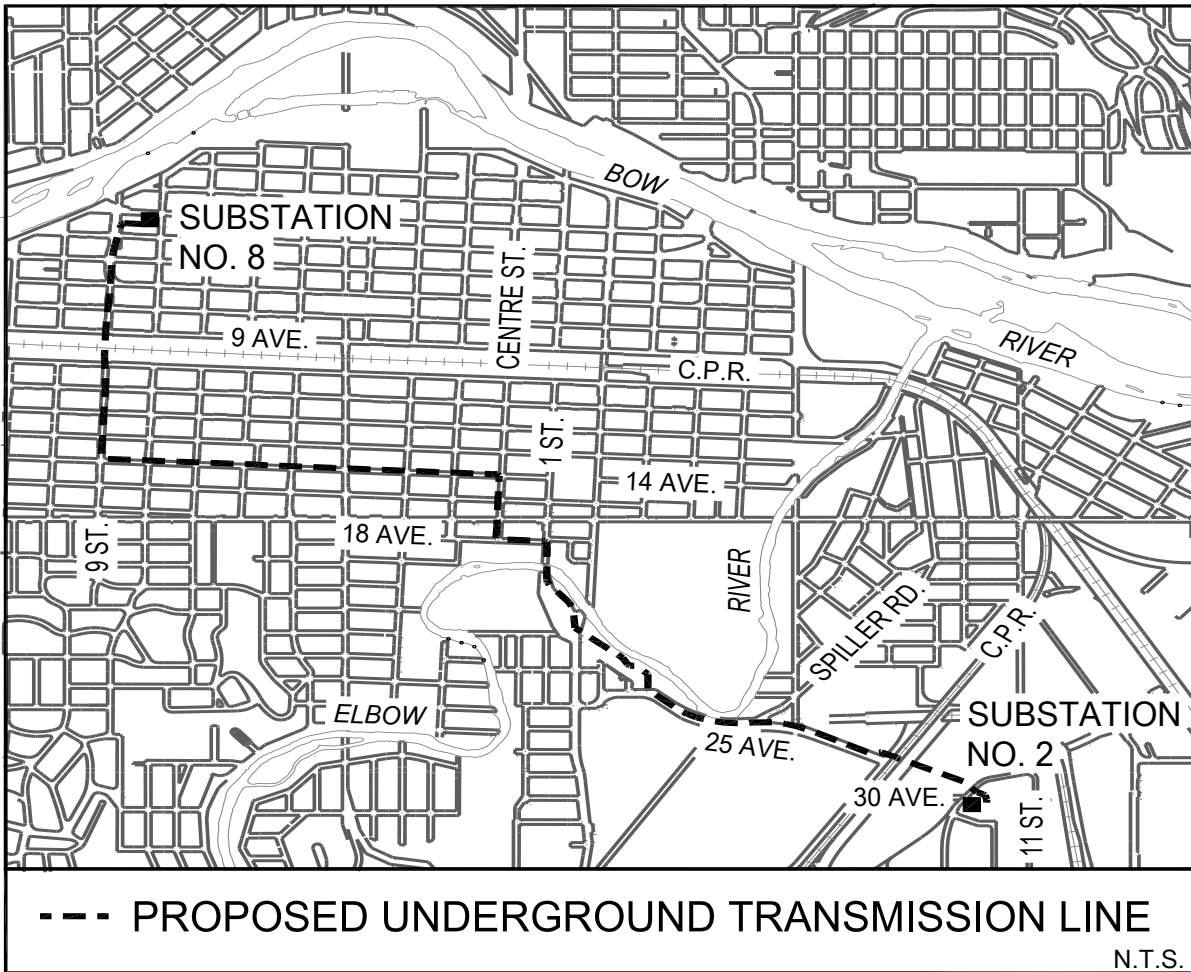 BOW
SUBSTATION
NO. 8
CENTRE ST.
9 AVE.
RIVER
C.P.R.
1 ST.
14 AVE.
18 AVE.
9 ST.
RIVER
SPILLER RD.
C.P.R.
ELBOW
SUBSTATION
NO. 2
25 AVE.
30 AVE.
11 ST.
PROPOSED UNDERGROUND TRANSMISSION LINE
N.T.S.